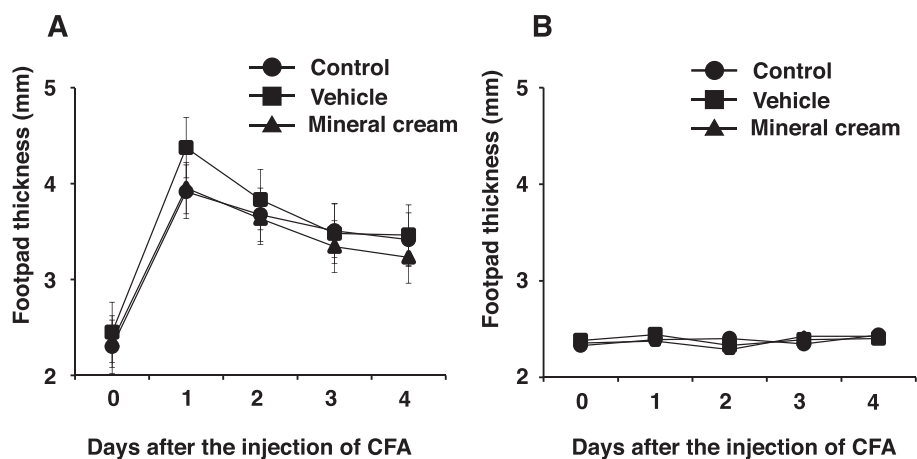 A
Control
Vehicle
Mineral cream
Footpad thickness (mm)
5
4
3
2
0 1 2 3 4
Days after the injection of CFA
B
Control
Vehicle
Mineral cream
Footpad thickness (mm)
5
4
3
2
0 1 2 3 4
Days after the injection of CFA